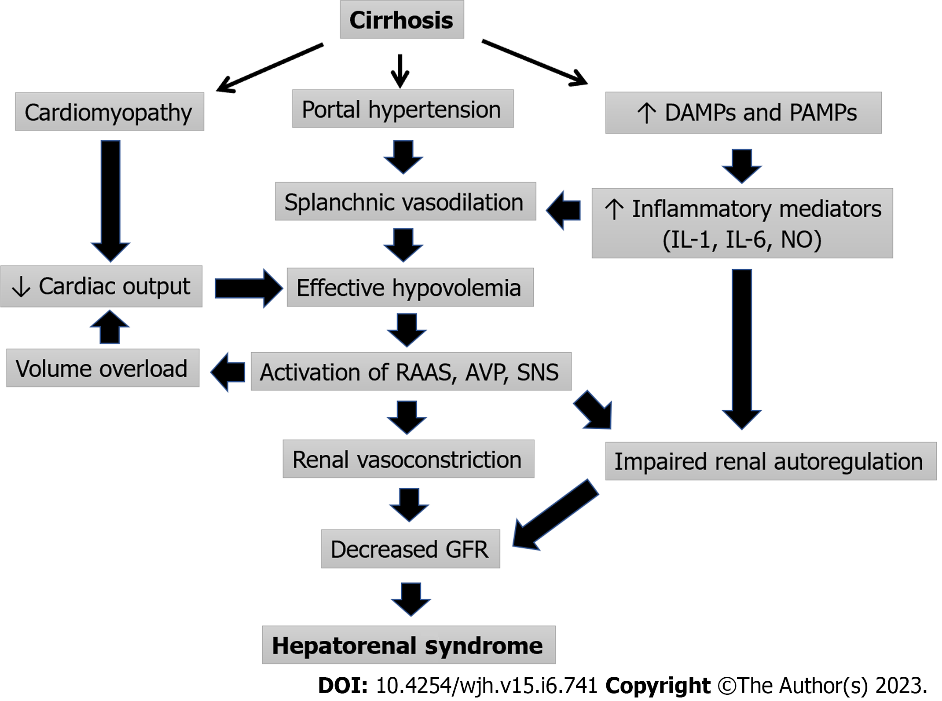 Cirrhosis
Cardiomyopathy
Portal hypertension
↑ DAMPs and PAMPs
Splanchnic vasodilation
↑ Inflammatory mediators
(IL-1, IL-6, NO)
↓ Cardiac output
Effective hypovolemia
Volume overload
Activation of RAAS, AVP, SNS
Renal vasoconstriction
Impaired renal autoregulation
Decreased GFR
Hepatorenal syndrome
DOI: 10.4254/wjh.v15.i6.741 Copyright ©The Author(s) 2023.